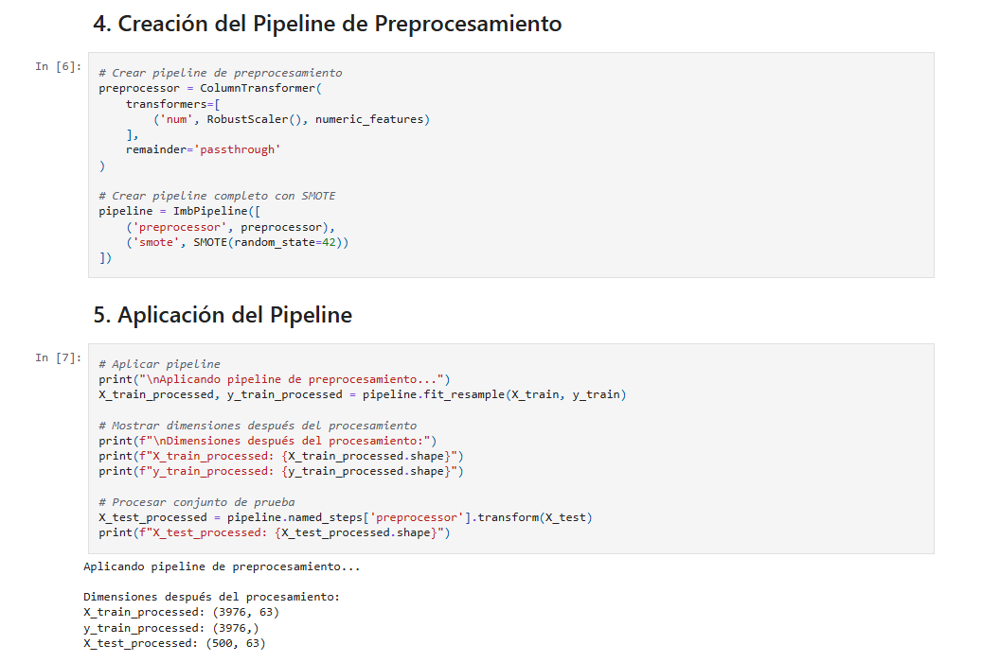 4. Creación del Pipeline de Preprocesamiento
In [6]:
# Crear pipeline de preprocesamiento
preprocessor = ColumnTransformer(
    transformers=[
        ('num', RobustScaler(), numeric_features)
    ],
    remainder='passthrough'
)

# Crear pipeline completo con SMOTE
pipeline = ImbPipeline([
    ('preprocessor', preprocessor),
    ('smote', SMOTE(random_state=42))
])
5. Aplicación del Pipeline
In [7]:
# Aplicar pipeline
print("\nAplicando pipeline de preprocesamiento...")
X_train_processed, y_train_processed = pipeline.fit_resample(X_train, y_train)

# Mostrar dimensiones después del procesamiento
print(f"\nDimensiones después del procesamiento:")
print(f"X_train_processed: {X_train_processed.shape}")
print(f"y_train_processed: {y_train_processed.shape}")

# Procesar conjunto de prueba
X_test_processed = pipeline.named_steps['preprocessor'].transform(X_test)
print(f"X_test_processed: {X_test_processed.shape}")
Aplicando pipeline de preprocesamiento...

Dimensiones después del procesamiento:
X_train_processed: (3976, 63)
y_train_processed: (3976,)
X_test_processed: (500, 63)